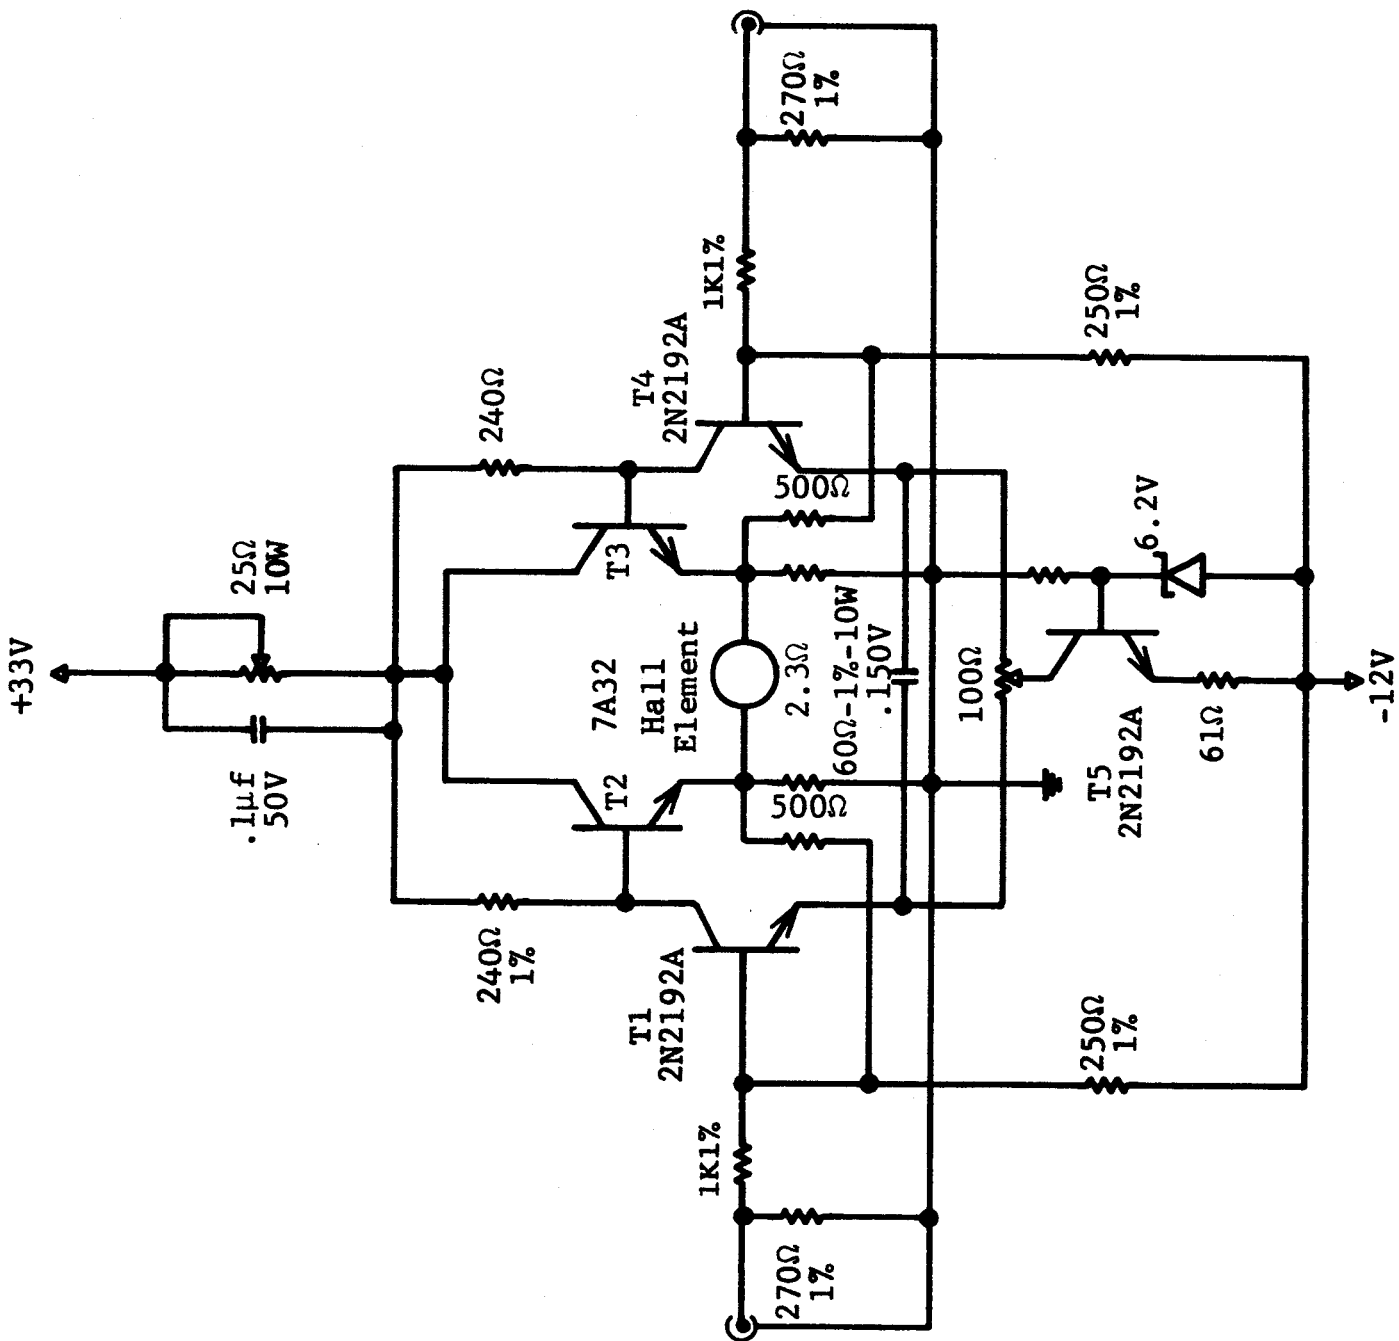 +33V
.1µf
50V
25Ω
10W
240Ω
1%
240Ω
T2
T3
7A32
Hall
Element
2.3Ω
T1
2N2192A
T4
2N2192A
1K1%
1K1%
270Ω
1%
270Ω
1%
500Ω
500Ω
60Ω-1%-10W
.150V
100Ω
T5
2N2192A
6.2V
61Ω
250Ω
1%
250Ω
1%
-12V